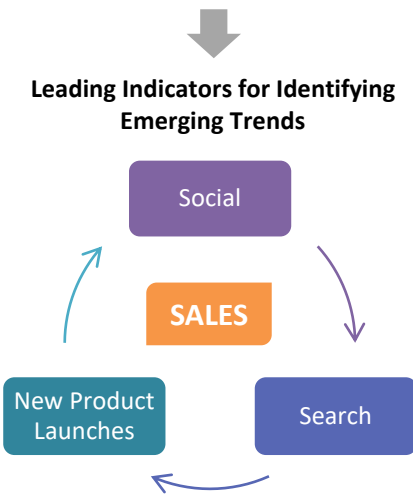 Leading Indicators for Identifying
Emerging Trends
Social
SALES
New Product
Launches
Search